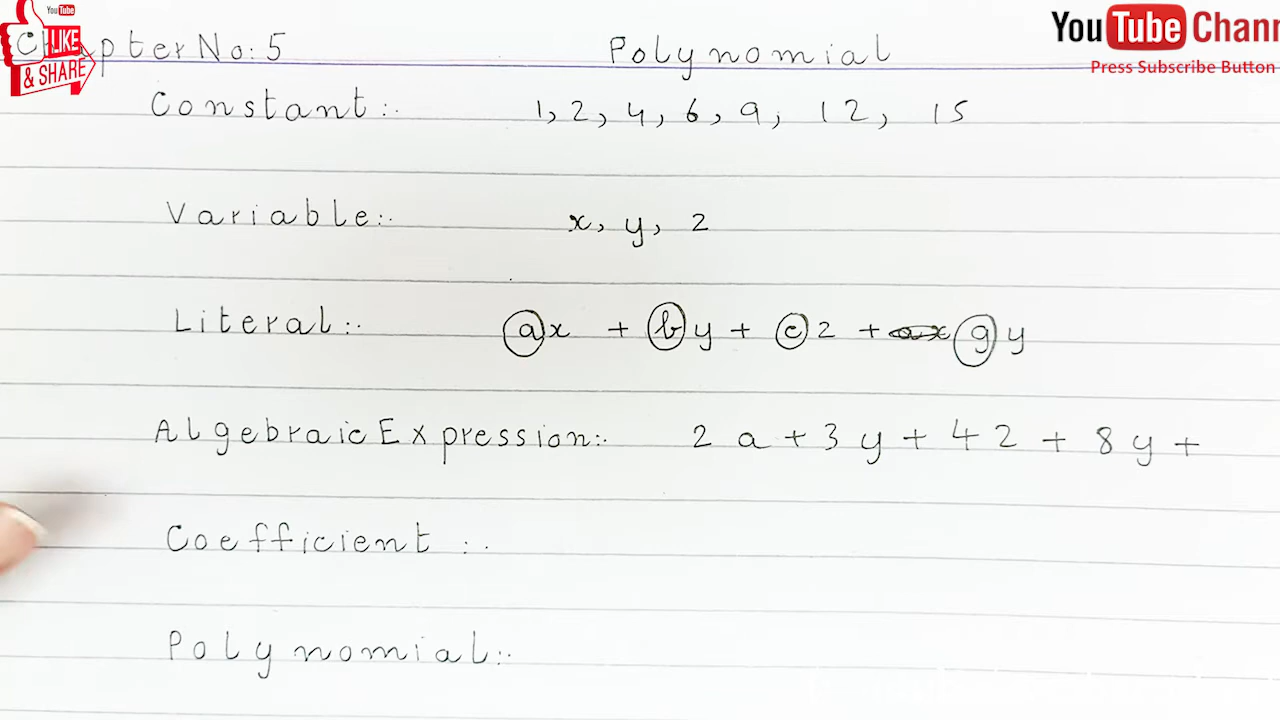 YouTube
LIKE
& SHARE
YouTube Chann
Press Subscribe Button
Chapter No:5 Polynomial
Constant:. 1, 2, 4, 6, 9, 12, 15
Variable:. x, y, z
Literal:. ax + by + cz + gy
Algebraic Expression:. 2a + 3y + 4z + 8y +
Coefficient :.
Polynomial:.